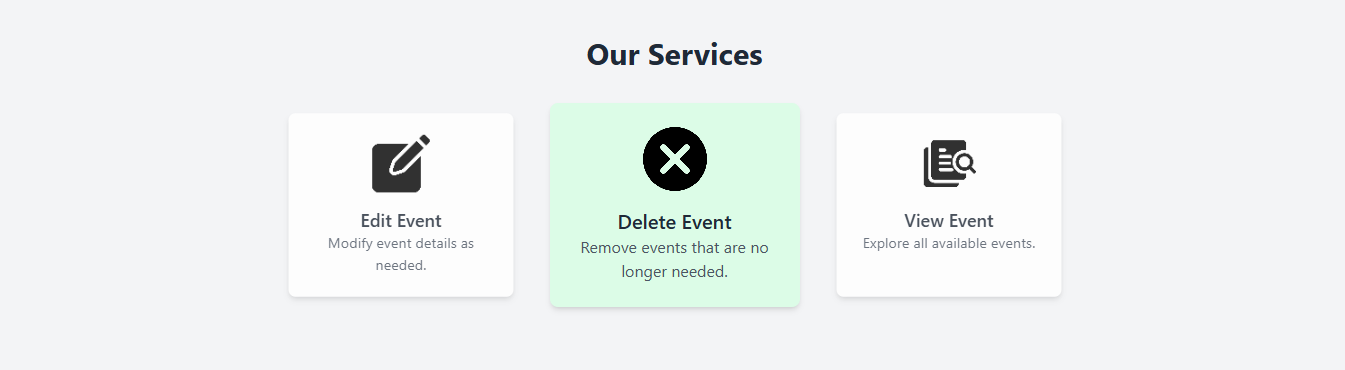 Our Services
Edit Event
Modify event details as
needed.
Delete Event
Remove events that are no
longer needed.
View Event
Explore all available events.